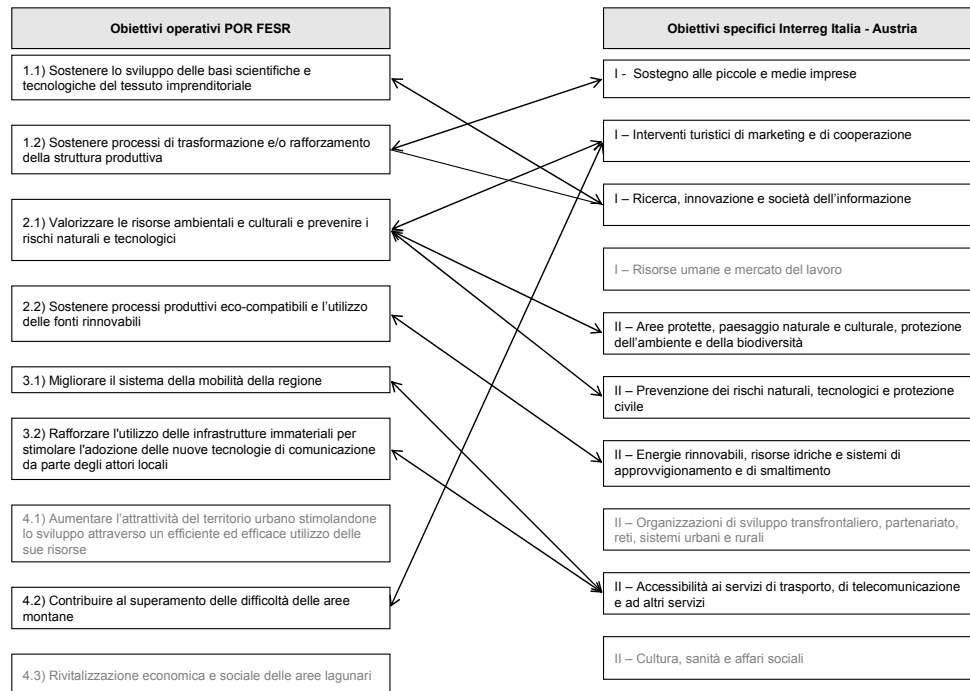 Obiettivi operativi POR FESR
1.1) Sostenere lo sviluppo delle basi scientifiche e
tecnologiche del tessuto imprenditoriale
1.2) Sostenere processi di trasformazione e/o rafforzamento
della struttura produttiva
2.1) Valorizzare le risorse ambientali e culturali e prevenire i
rischi naturali e tecnologici
2.2) Sostenere processi produttivi eco-compatibili e l’utilizzo
delle fonti rinnovabili
3.1) Migliorare il sistema della mobilità della regione
3.2) Rafforzare l'utilizzo delle infrastrutture immateriali per
stimolare l'adozione delle nuove tecnologie di comunicazione
da parte degli attori locali
4.1) Aumentare l’attrattività del territorio urbano stimolandone
lo sviluppo attraverso un efficiente ed efficace utilizzo delle
sue risorse
4.2) Contribuire al superamento delle difficoltà delle aree
montane
4.3) Rivitalizzazione economica e sociale delle aree lagunari
Obiettivi specifici Interreg Italia - Austria
I - Sostegno alle piccole e medie imprese
I – Interventi turistici di marketing e di cooperazione
I – Ricerca, innovazione e società dell’informazione
I – Risorse umane e mercato del lavoro
II – Aree protette, paesaggio naturale e culturale, protezione
dell’ambiente e della biodiversità
II – Prevenzione dei rischi naturali, tecnologici e protezione
civile
II – Energie rinnovabili, risorse idriche e sistemi di
approvvigionamento e di smaltimento
II – Organizzazioni di sviluppo transfrontaliero, partenariato,
reti, sistemi urbani e rurali
II – Accessibilità ai servizi di trasporto, di telecomunicazione
e ad altri servizi
II – Cultura, sanità e affari sociali